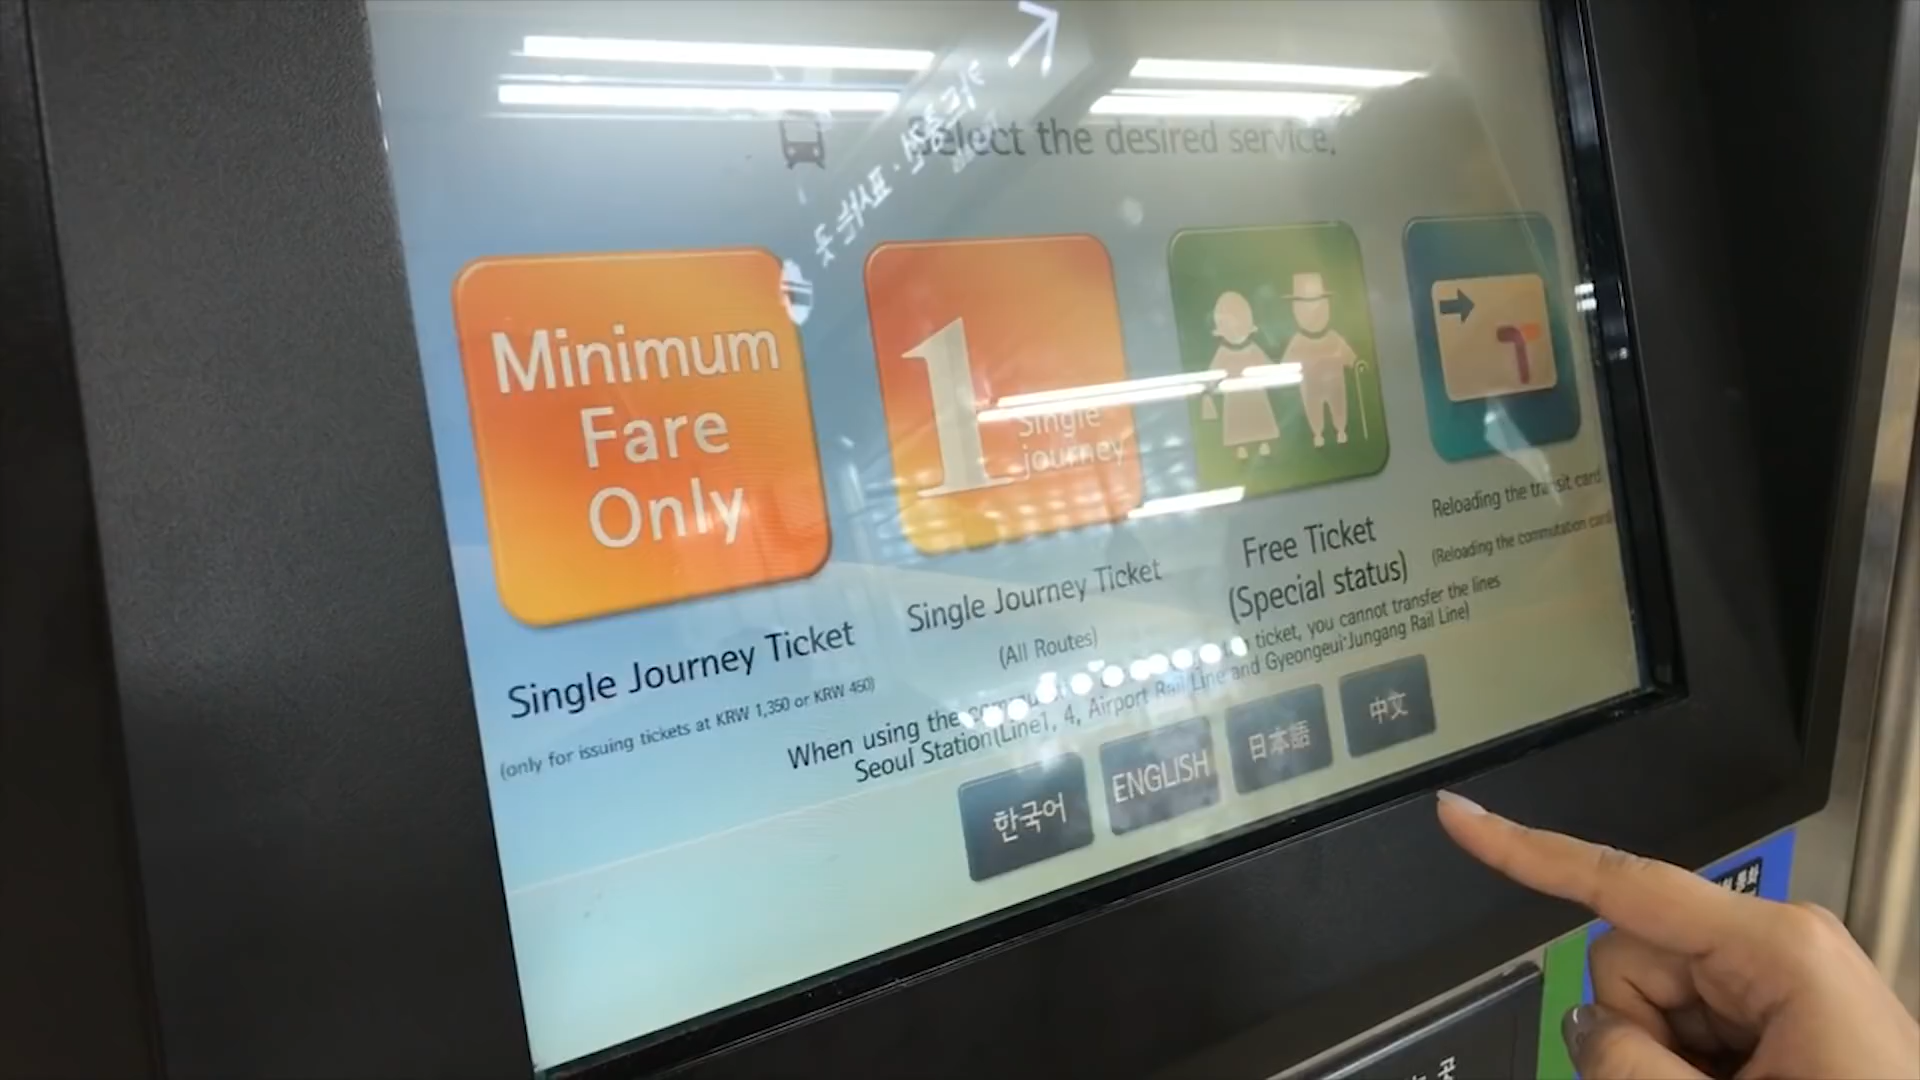 Select the desired service.
Minimum
Fare
Only
1
Single
journey
Single Journey Ticket
(only for issuing tickets at KRW 1,350 or KRW 450)
Single Journey Ticket
(All Routes)
Free Ticket
(Special status)
Reloading the transit card
(Reloading the commutation card
When using the ticket, you cannot transfer the lines
Seoul Station(Line1, 4, Airport Rail Line and Gyeongeui·Jungang Rail Line)
한국어
ENGLISH
日本語
中文
곳